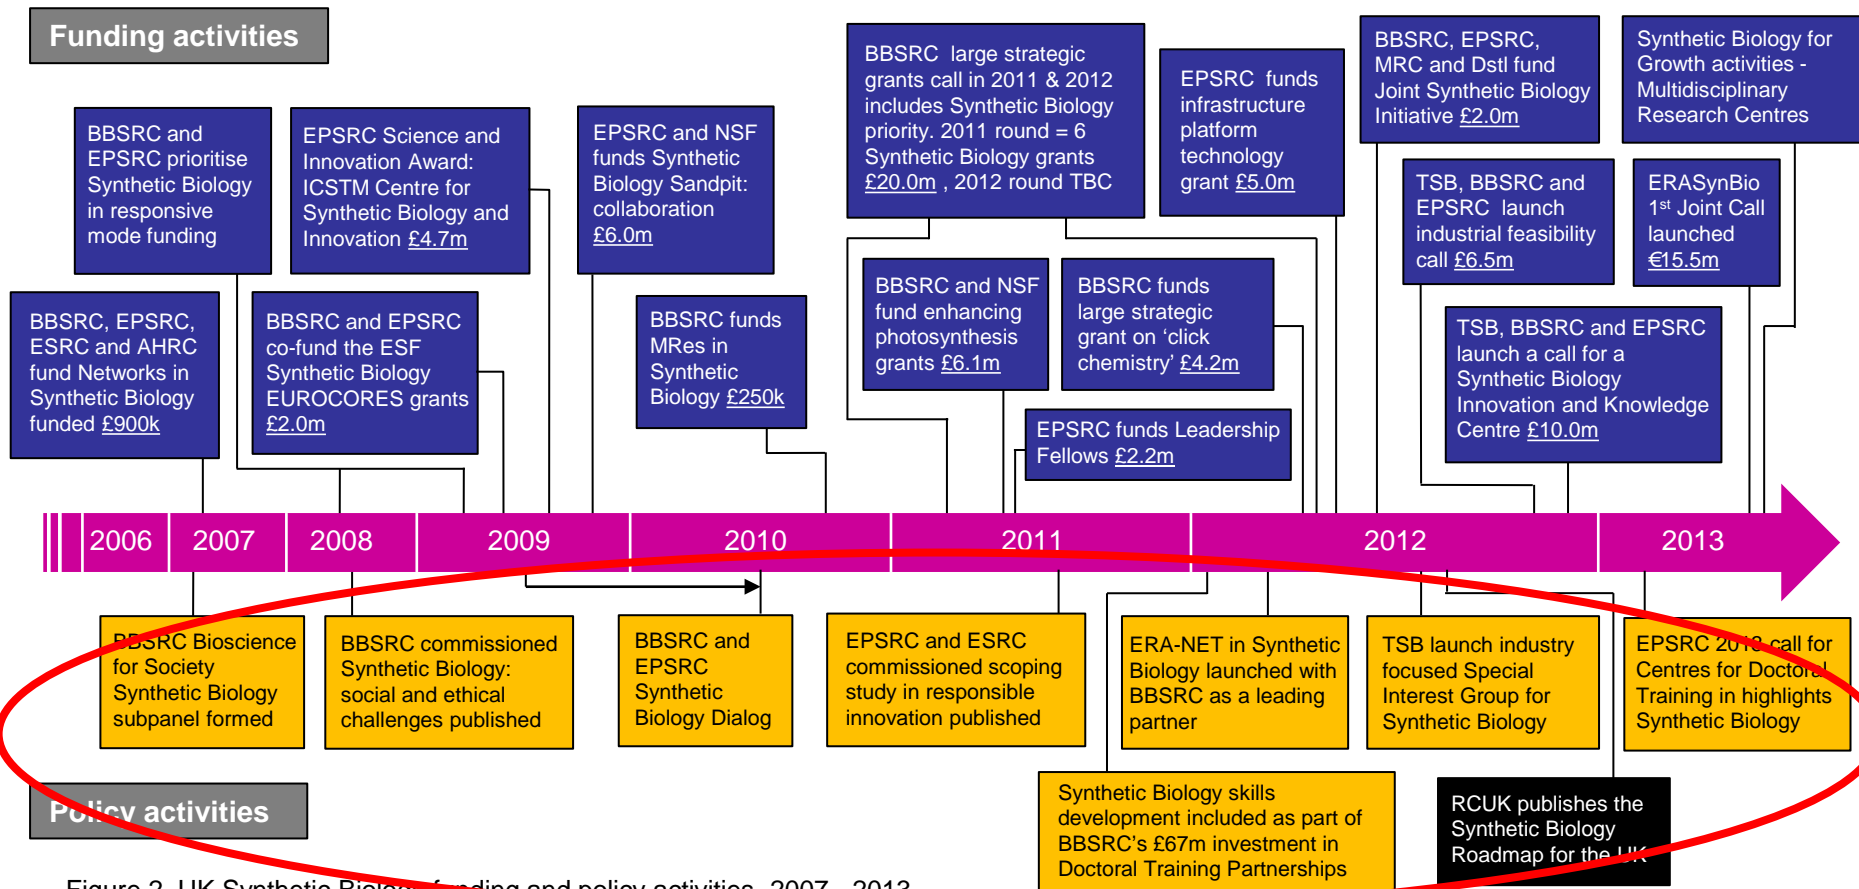 Funding activities
BBSRC and
EPSRC prioritise
Synthetic Biology
in responsive
mode funding
EPSRC Science and
Innovation Award:
ICSTM Centre for
Synthetic Biology and
Innovation £4.7m
EPSRC and NSF
funds Synthetic
Biology Sandpit:
collaboration
£6.0m
BBSRC large strategic
grants call in 2011 & 2012
includes Synthetic Biology
priority. 2011 round = 6
Synthetic Biology grants
£20.0m , 2012 round TBC
EPSRC funds
infrastructure
platform
technology
grant £5.0m
BBSRC, EPSRC,
MRC and Dstl fund
Joint Synthetic Biology
Initiative £2.0m
Synthetic Biology for
Growth activities -
Multidisciplinary
Research Centres
TSB, BBSRC and
EPSRC launch
industrial feasibility
call £6.5m
ERASynBio
1st Joint Call
launched
€15.5m
BBSRC, EPSRC,
ESRC and AHRC
fund Networks in
Synthetic Biology
funded £900k
BBSRC and EPSRC
co-fund the ESF
Synthetic Biology
EUROCORES grants
£2.0m
BBSRC funds
MRes in
Synthetic
Biology £250k
BBSRC and NSF
fund enhancing
photosynthesis
grants £6.1m
BBSRC funds
large strategic
grant on ‘click
chemistry’ £4.2m
EPSRC funds Leadership
Fellows £2.2m
TSB, BBSRC and EPSRC
launch a call for a
Synthetic Biology
Innovation and Knowledge
Centre £10.0m
2006 2007 2008 2009 2010 2011 2012 2013
BBSRC Bioscience
for Society
Synthetic Biology
subpanel formed
BBSRC commissioned
Synthetic Biology:
social and ethical
challenges published
BBSRC and
EPSRC
Synthetic
Biology Dialog
EPSRC and ESRC
commissioned scoping
study in responsible
innovation published
ERA-NET in Synthetic
Biology launched with
BBSRC as a leading
partner
TSB launch industry
focused Special
Interest Group for
Synthetic Biology
EPSRC 2013 call for
Centres for Doctoral
Training in highlights
Synthetic Biology
Policy activities
Synthetic Biology skills
development included as part of
BBSRC’s £67m investment in
Doctoral Training Partnerships
RCUK publishes the
Synthetic Biology
Roadmap for the UK
Figure 2. UK Synthetic Biology funding and policy activities, 2007 - 2013